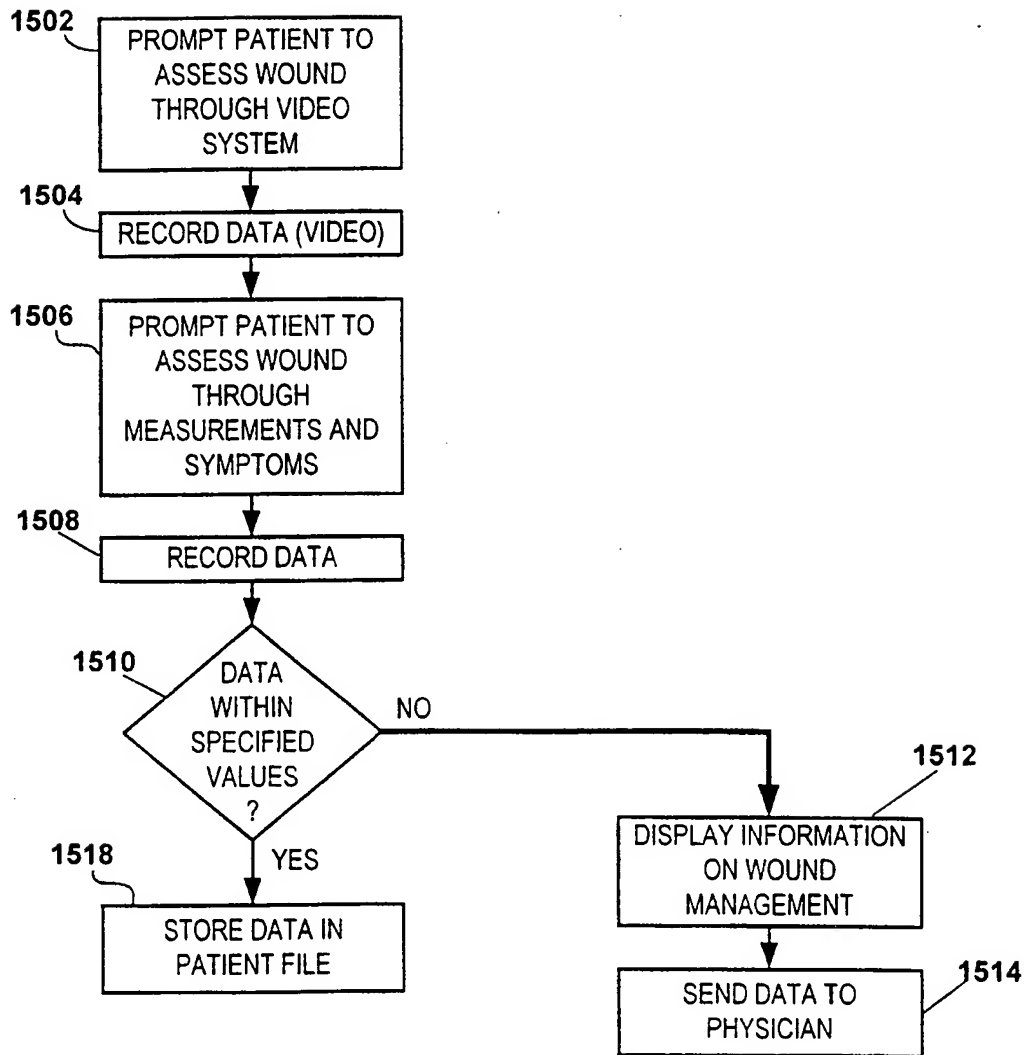 1502
PROMPT PATIENT TO
ASSESS WOUND
THROUGH VIDEO
SYSTEM
1504
RECORD DATA (VIDEO)
1506
PROMPT PATIENT TO
ASSESS WOUND
THROUGH
MEASUREMENTS AND
SYMPTOMS
1508
RECORD DATA
1510
DATA
WITHIN
SPECIFIED
VALUES
?
NO
1512
DISPLAY INFORMATION
ON WOUND
MANAGEMENT
YES
1518
STORE DATA IN
PATIENT FILE
1514
SEND DATA TO
PHYSICIAN